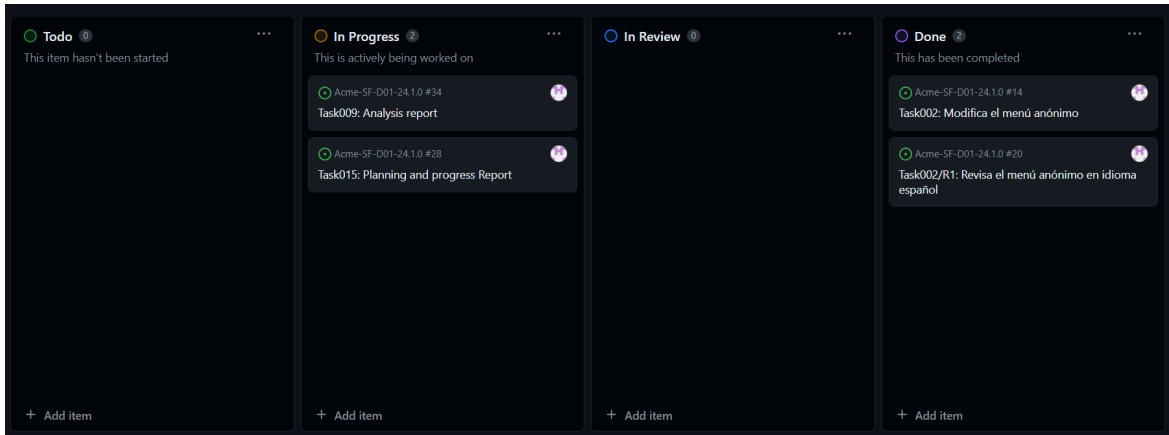 Todo 0 ...
This item hasn't been started
+ Add item
In Progress 2 ...
This is actively being worked on
Acme-SF-D01-24.1.0 #34
Task009: Analysis report
Acme-SF-D01-24.1.0 #28
Task015: Planning and progress Report
+ Add item
In Review 0 ...
+ Add item
Done 2 ...
This has been completed
Acme-SF-D01-24.1.0 #14
Task002: Modifica el menú anónimo
Acme-SF-D01-24.1.0 #20
Task002/R1: Revisa el menú anónimo en idioma
español
+ Add item